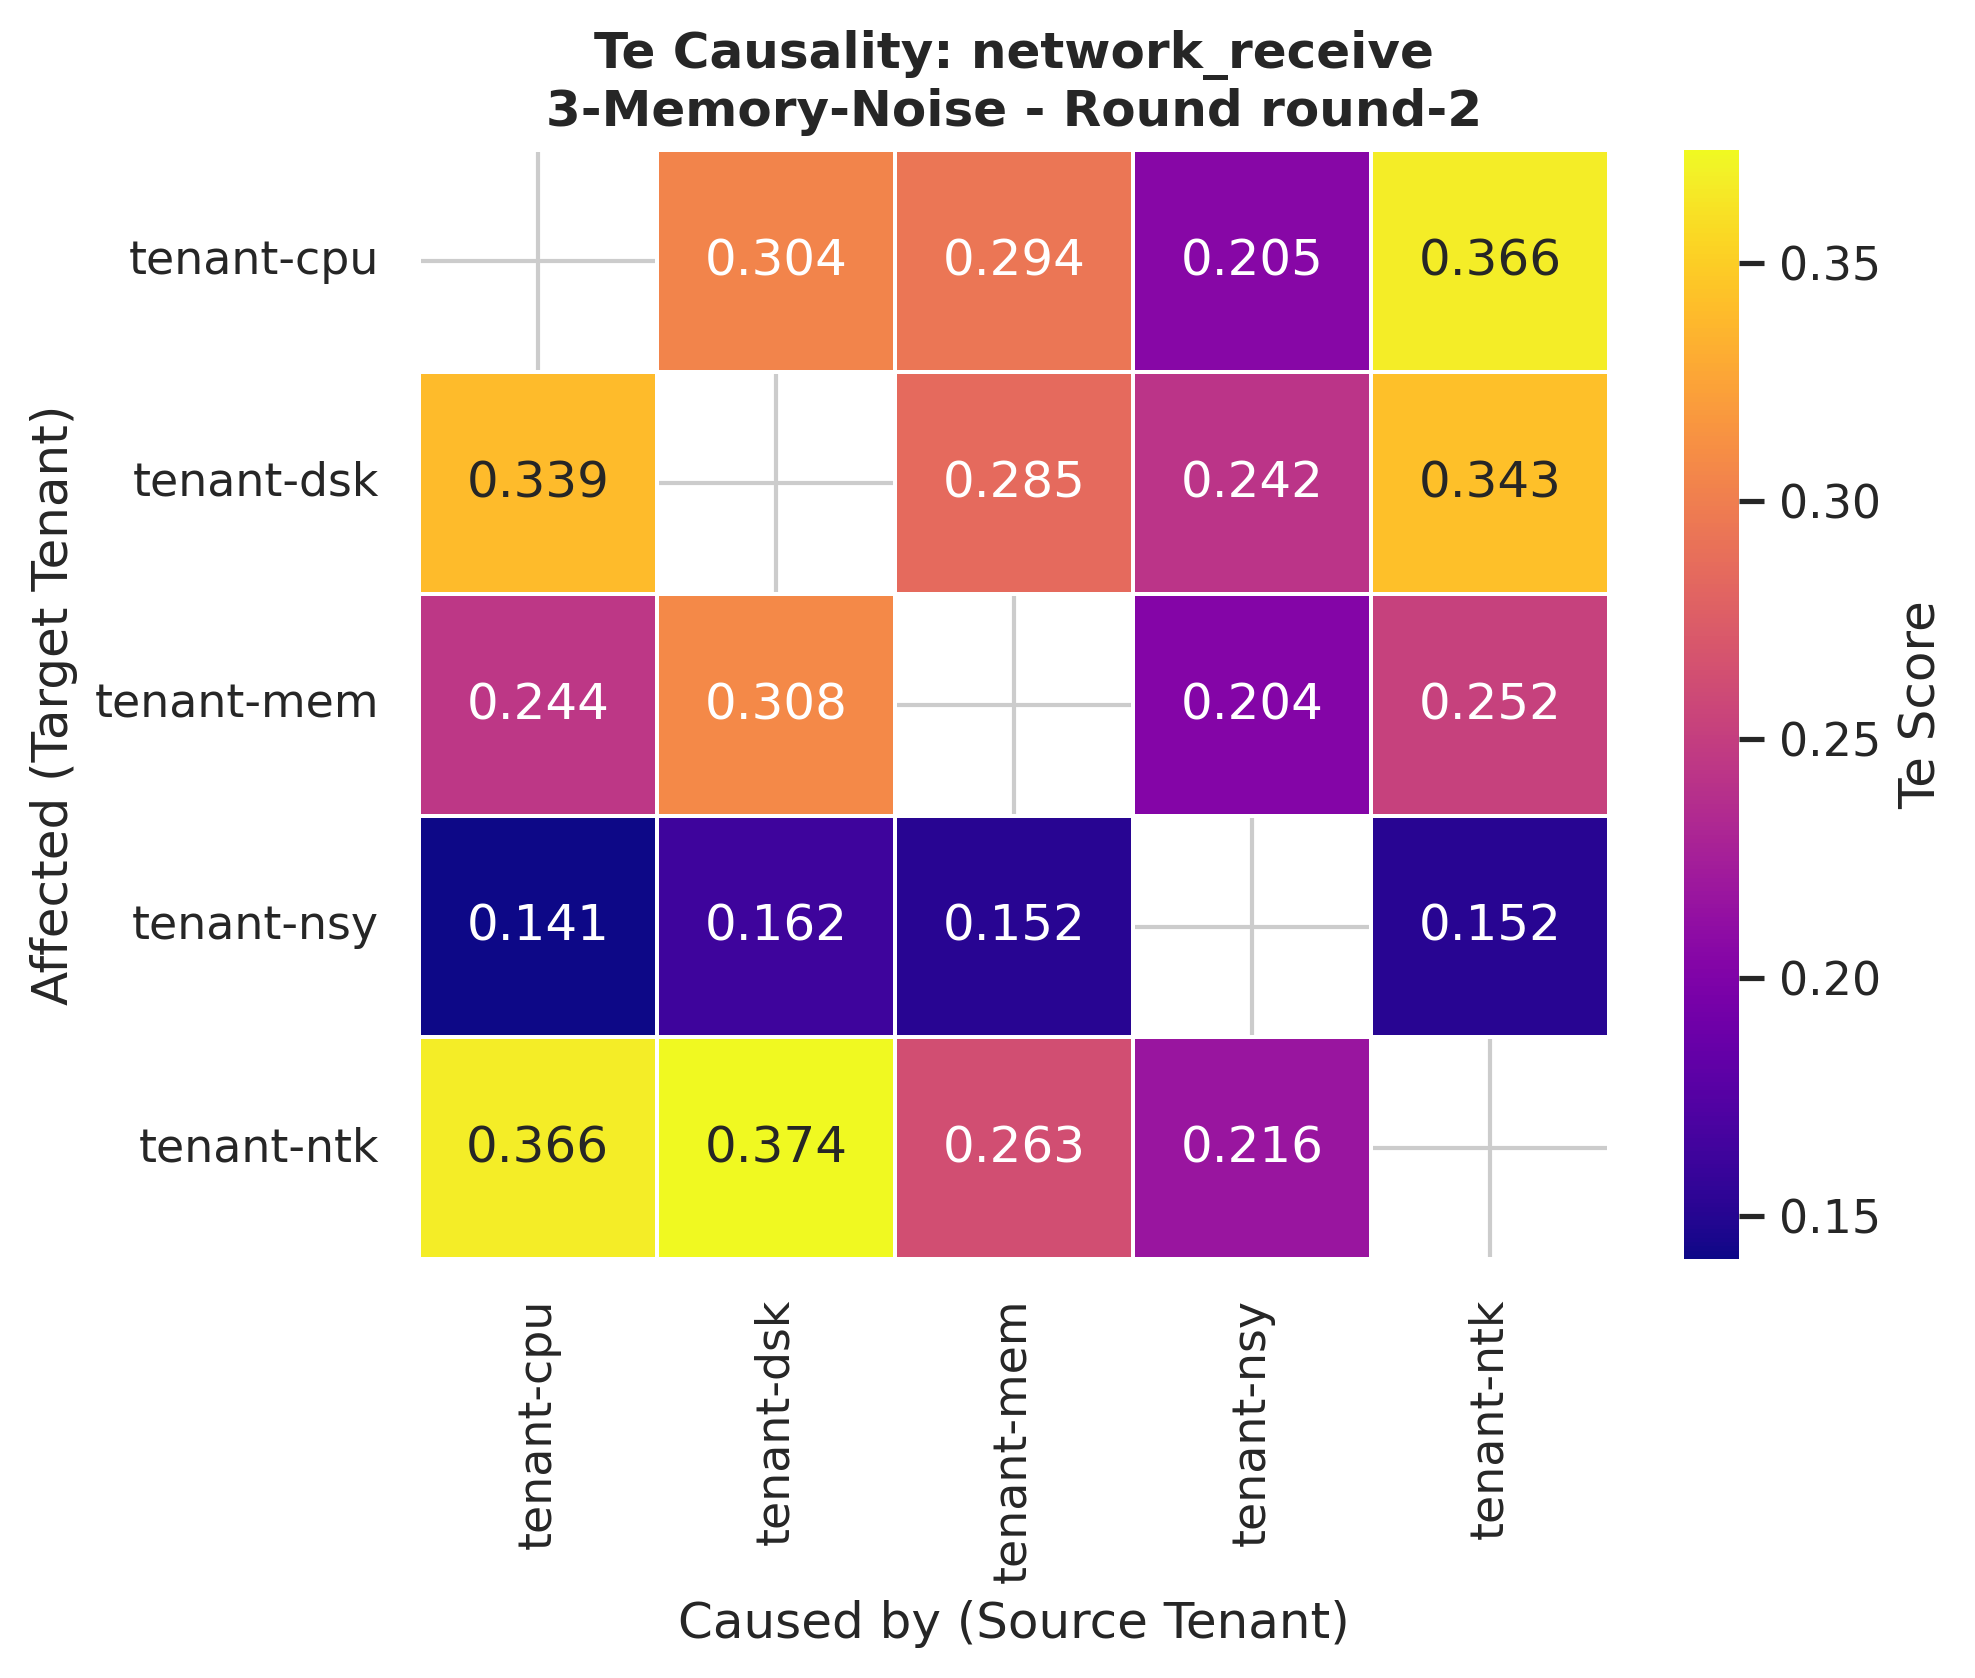 Te Causality: network_receive
3-Memory-Noise - Round round-2
Affected (Target Tenant)
tenant-cpu 0.304 0.294 0.205 0.366
tenant-dsk 0.339 0.285 0.242 0.343
tenant-mem 0.244 0.308 0.204 0.252
tenant-nsy 0.141 0.162 0.152 0.152
tenant-ntk 0.366 0.374 0.263 0.216
tenant-cpu
tenant-dsk
tenant-mem
tenant-nsy
tenant-ntk
Caused by (Source Tenant)
0.35
0.30
0.25
0.20
0.15
Te Score